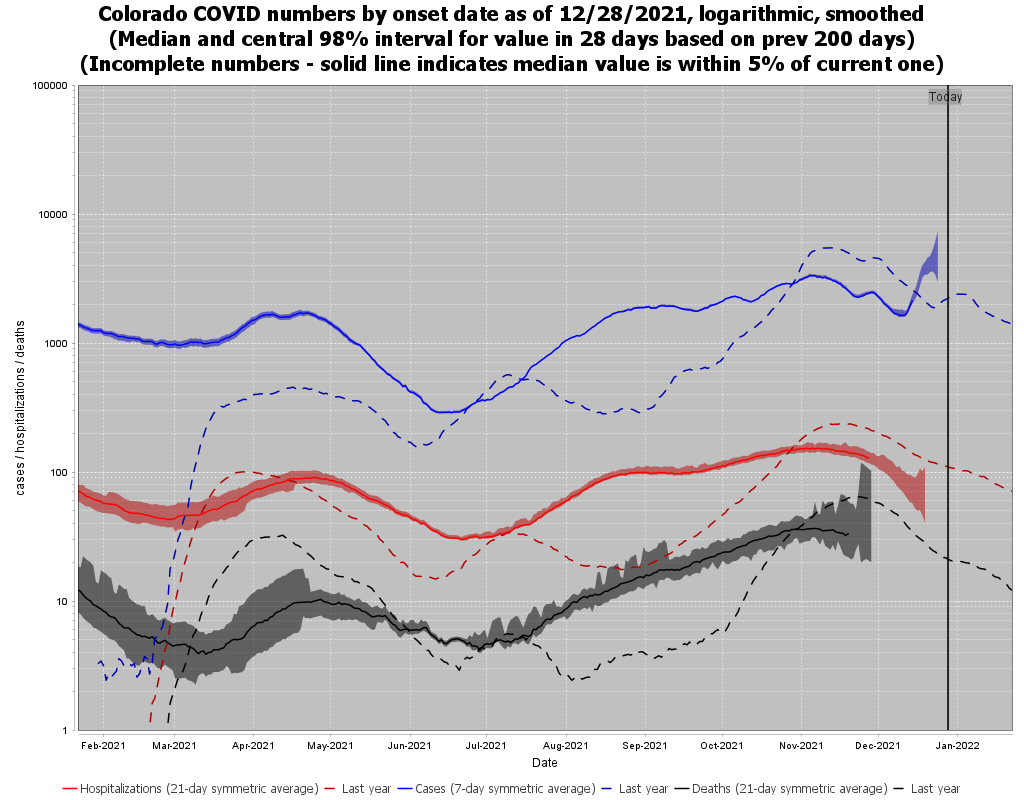 Colorado COVID numbers by onset date as of 12/28/2021, logarithmic, smoothed
(Median and central 98% interval for value in 28 days based on prev 200 days)
(Incomplete numbers - solid line indicates median value is within 5% of current one)
Today
100000
10000
1000
100
10
1
cases / hospitalizations / deaths
Feb-2021 Mar-2021 Apr-2021 May-2021 Jun-2021 Jul-2021 Aug-2021 Sep-2021 Oct-2021 Nov-2021 Dec-2021 Jan-2022
Date
Hospitalizations (21-day symmetric average) Last year Cases (7-day symmetric average) Last year Deaths (21-day symmetric average) Last year